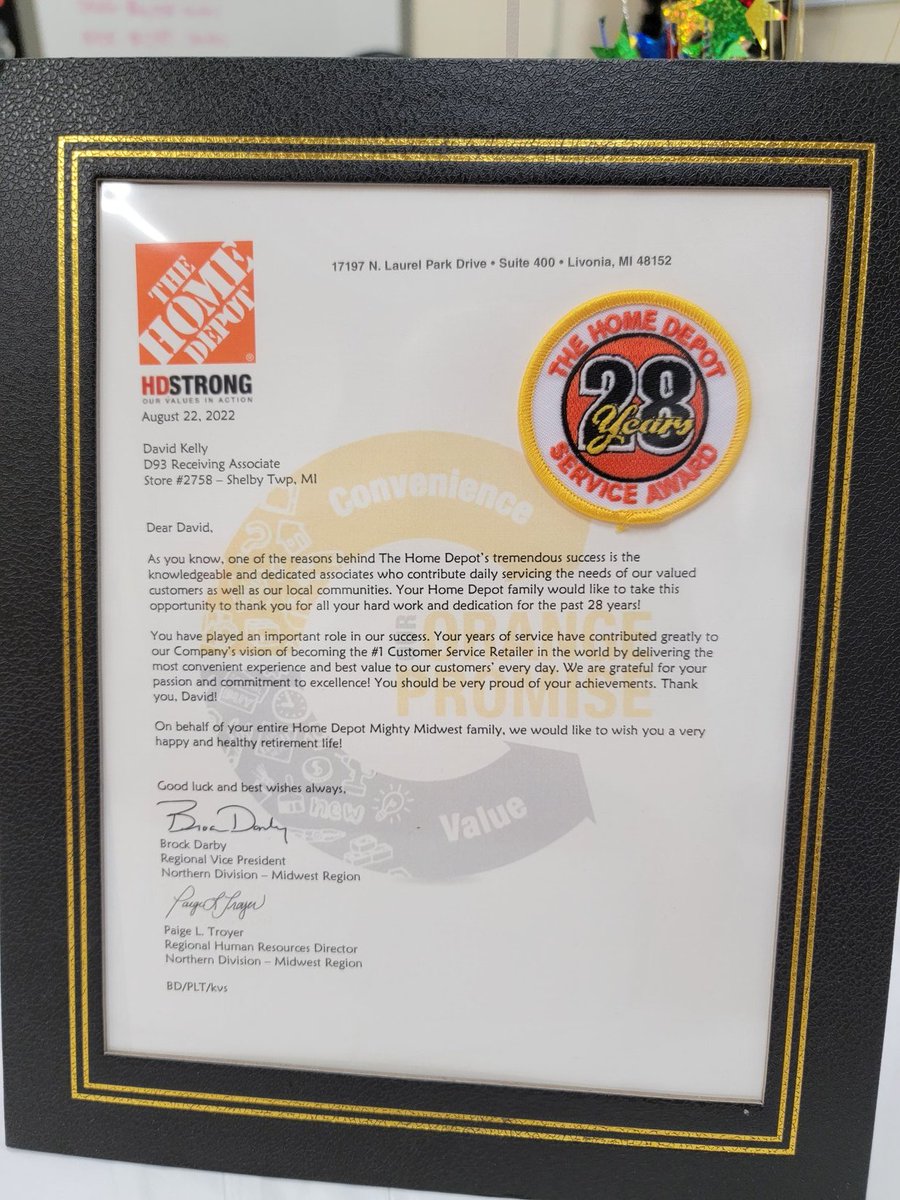 THE
HOME
DEPOT
®
HDSTRONG
OUR VALUES IN ACTION
17197 N. Laurel Park Drive • Suite 400 • Livonia, MI 48152
THE HOME DEPOT
28
Years
SERVICE AWARD
August 22, 2022
David Kelly
D93 Receiving Associate
Store #2758 – Shelby Twp, MI
Convenience
Dear David,
As you know, one of the reasons behind The Home Depot's tremendous success is the
knowledgeable and dedicated associates who contribute daily servicing the needs of our valued
customers as well as our local communities. Your Home Depot family would like to take this
opportunity to thank you for all your hard work and dedication for the past 28 years!
OUR
ORANGE
PROMISE
You have played an important role in our success. Your years of service have contributed greatly to
our Company's vision of becoming the #1 Customer Service Retailer in the world by delivering the
most convenient experience and best value to our customers' every day. We are grateful for your
passion and commitment to excellence! You should be very proud of your achievements. Thank
you, David!
On behalf of your entire Home Depot Mighty Midwest family, we would like to wish you a very
happy and healthy retirement life!
new
Value
Good luck and best wishes always,
Brock Darby
Brock Darby
Regional Vice President
Northern Division – Midwest Region
Paige L Troyer
Paige L. Troyer
Regional Human Resources Director
Northern Division – Midwest Region
BD/PLT/kvs